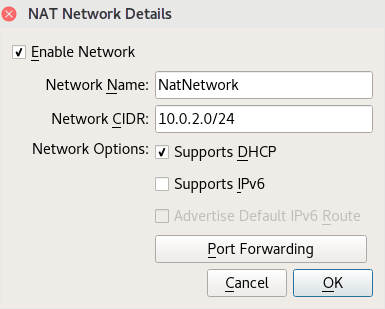 NAT Network Details
Enable Network
Network Name: NatNetwork
Network CIDR: 10.0.2.0/24
Network Options: Supports DHCP
Supports IPv6
Advertise Default IPv6 Route
Port Forwarding
Cancel OK